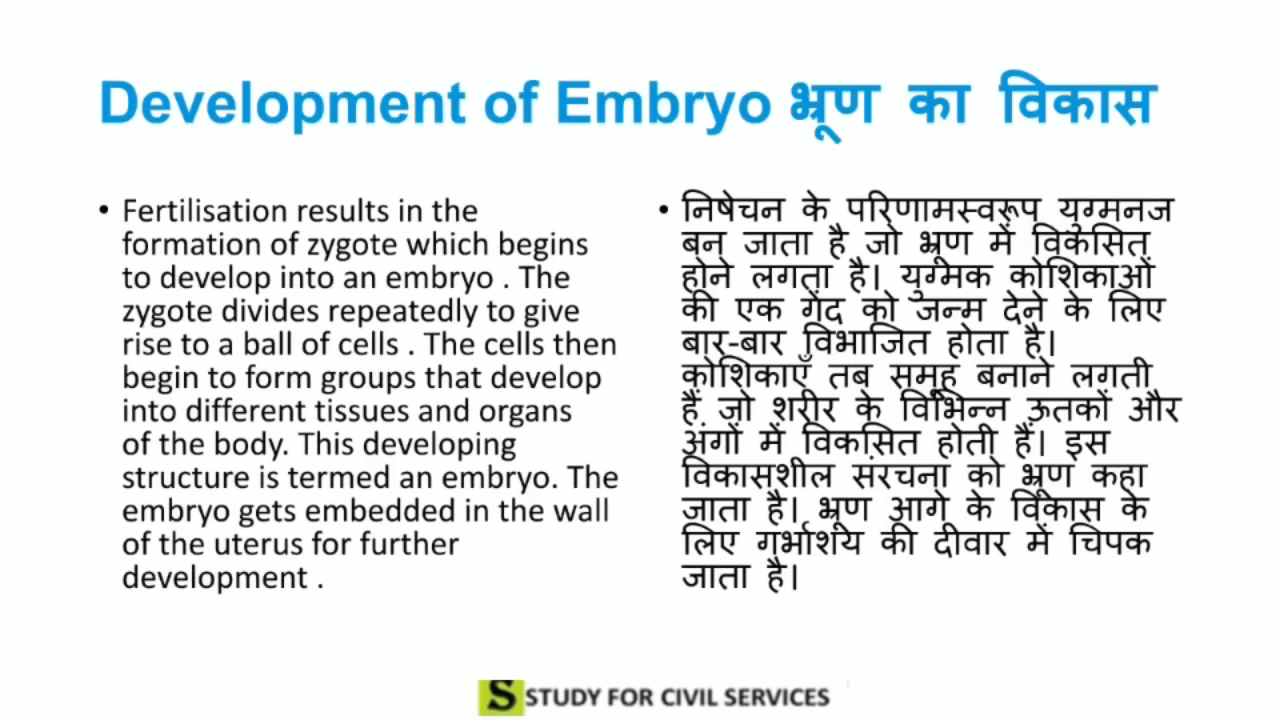 Development of Embryo भ्रूण का विकास
• Fertilisation results in the
formation of zygote which begins
to develop into an embryo . The
zygote divides repeatedly to give
rise to a ball of cells . The cells then
begin to form groups that develop
into different tissues and organs
of the body. This developing
structure is termed an embryo. The
embryo gets embedded in the wall
of the uterus for further
development .
• निषेचन के परिणामस्वरूप युग्मनज
बन जाता है जो भ्रूण में विकसित
होने लगता है। युग्मक कोशिकाओं
की एक गेंद को जन्म देने के लिए
बार-बार विभाजित होता है।
कोशिकाएँ तब समूह बनाने लगती
हैं जो शरीर के विभिन्न ऊतकों और
अंगों में विकसित होती हैं। इस
विकासशील संरचना को भ्रूण कहा
जाता है। भ्रूण आगे के विकास के
लिए गर्भाशय की दीवार में चिपक
जाता है।
S STUDY FOR CIVIL SERVICES